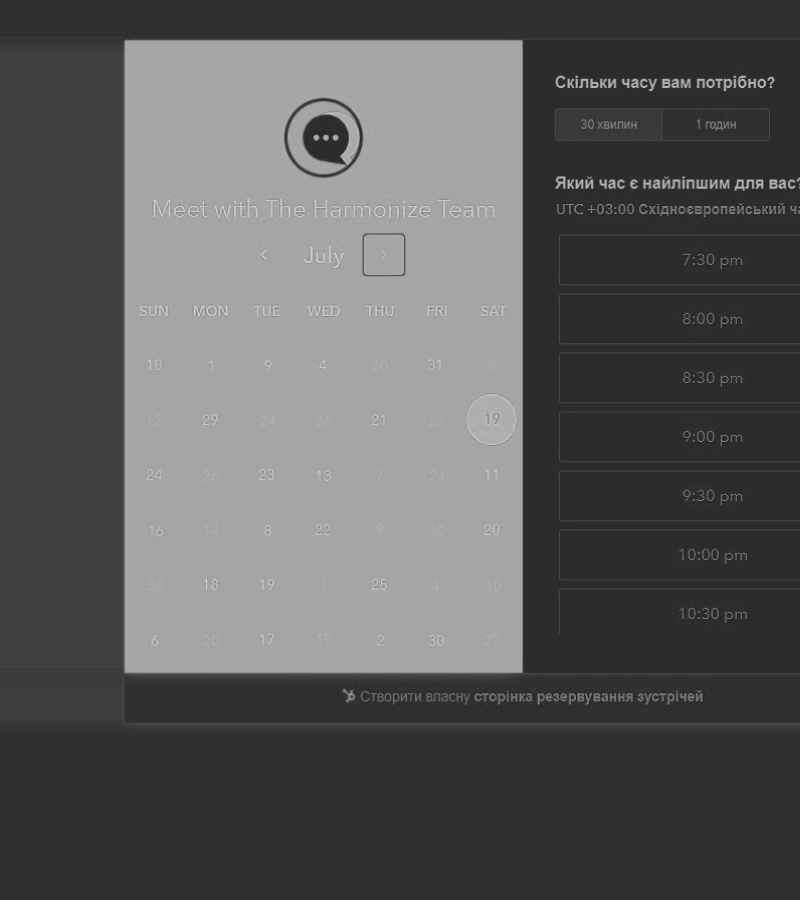 Meet with The Harmonize Team
July
SUN MON TUE WED THU FRI SAT
10 1 9 4 20 31
12 29 24 26 21 22 19
24 26 23 13 7 24 11
16 14 8 22 9 30 20
30 18 19 1 25 4 10
6 20 17 15 2 30 27
Скільки часу вам потрібно?
30 хвилин 1 годин
Який час є найліпшим для вас?
UTC +03:00 Східноєвропейський ча
7:30 pm
8:00 pm
8:30 pm
9:00 pm
9:30 pm
10:00 pm
10:30 pm
Створити власну сторінка резервування зустрічей